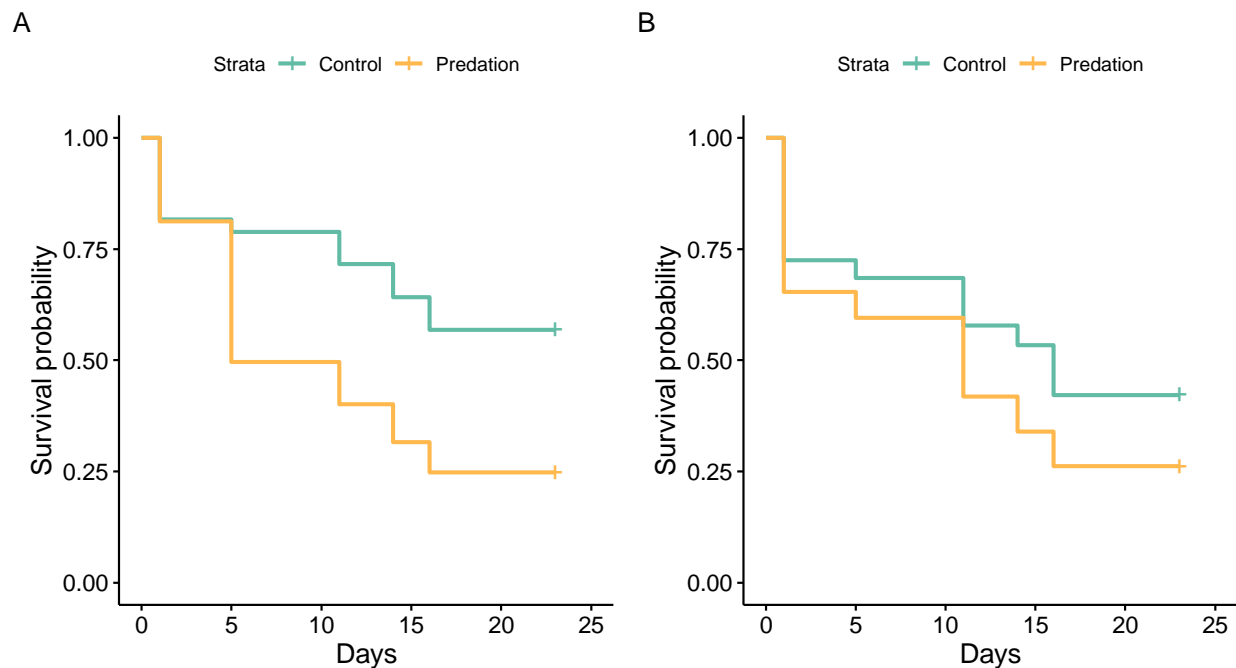 A
Strata Control Predation
1.00
0.75
0.50
0.25
0.00
Survival probability
0 5 10 15 20 25
Days
B
Strata Control Predation
1.00
0.75
0.50
0.25
0.00
Survival probability
0 5 10 15 20 25
Days